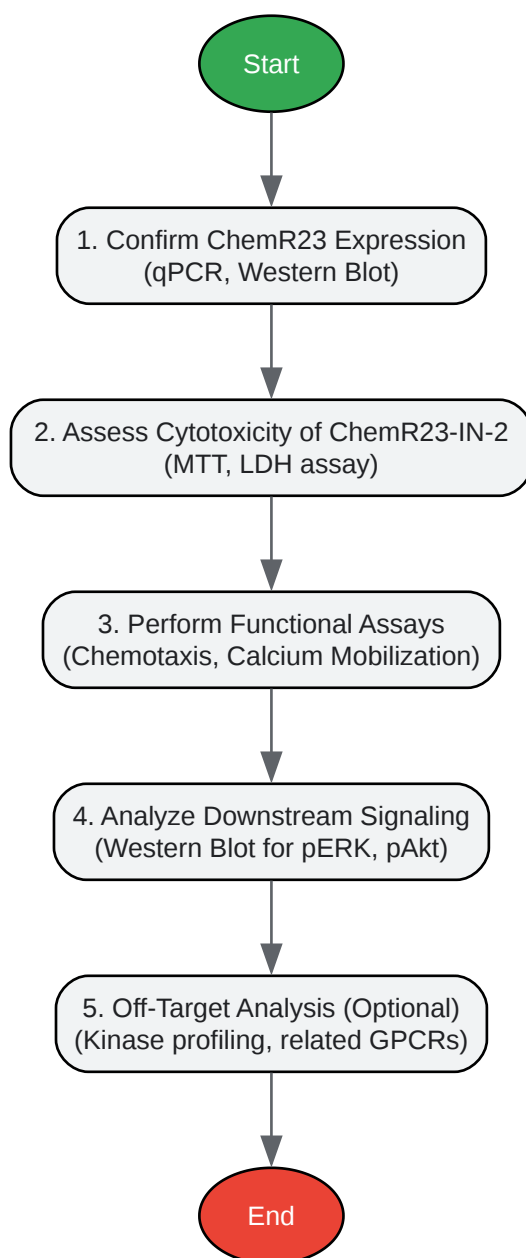 Start
1. Confirm ChemR23 Expression
(qPCR, Western Blot)
2. Assess Cytotoxicity of ChemR23-IN-2
(MTT, LDH assay)
3. Perform Functional Assays
(Chemotaxis, Calcium Mobilization)
4. Analyze Downstream Signaling
(Western Blot for pERK, pAkt)
5. Off-Target Analysis (Optional)
(Kinase profiling, related GPCRs)
End